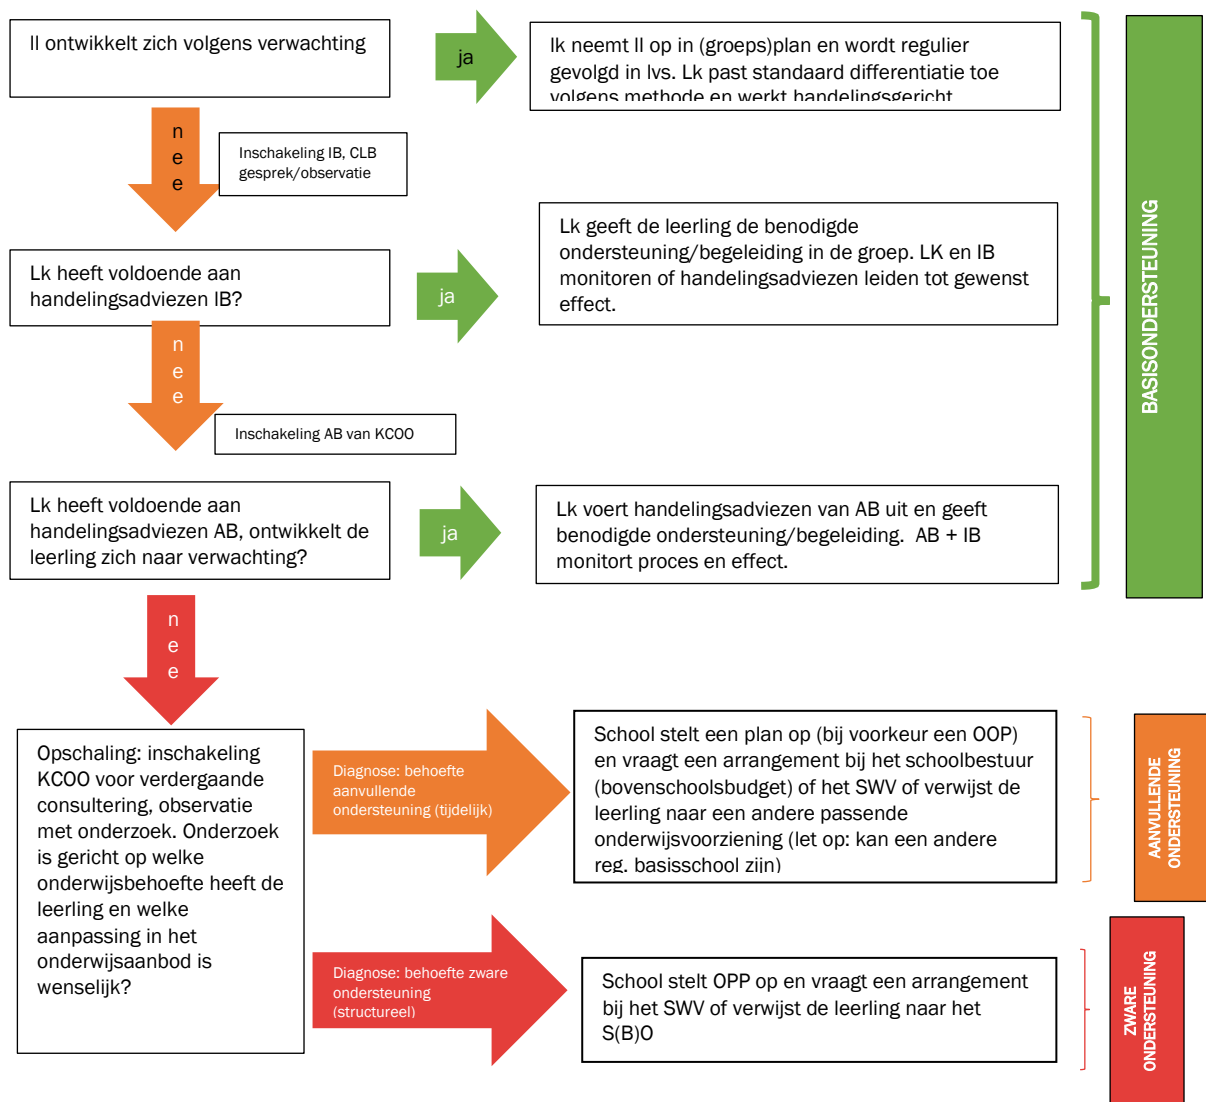 ll ontwikkelt zich volgens verwachting
ja
lk neemt ll op in (groeps)plan en wordt regulier
gevolgd in lvs. Lk past standaard differentiatie toe
volgens methode en werkt handelingsgericht
n
e
e
Inschakeling IB, CLB
gesprek/observatie
Lk heeft voldoende aan
handelingsadviezen IB?
ja
Lk geeft de leerling de benodigde
ondersteuning/begeleiding in de groep. LK en IB
monitoren of handelingsadviezen leiden tot gewenst
effect.
n
e
e
Inschakeling AB van KCOO
Lk heeft voldoende aan
handelingsadviezen AB, ontwikkelt de
leerling zich naar verwachting?
ja
Lk voert handelingsadviezen van AB uit en geeft
benodigde ondersteuning/begeleiding. AB + IB
monitort proces en effect.
BASISONDERSTEUNING
n
e
e
Opschaling: inschakeling
KCOO voor verdergaande
consultering, observatie
met onderzoek. Onderzoek
is gericht op welke
onderwijsbehoefte heeft de
leerling en welke
aanpassing in het
onderwijsaanbod is
wenselijk?
Diagnose: behoefte
aanvullende
ondersteuning (tijdelijk)
School stelt een plan op (bij voorkeur een OOP)
en vraagt een arrangement bij het schoolbestuur
(bovenschoolsbudget) of het SWV of verwijst de
leerling naar een andere passende
onderwijsvoorziening (let op: kan een andere
reg. basisschool zijn)
AANVULLENDE
ONDERSTEUNING
Diagnose: behoefte zware
ondersteuning
(structureel)
School stelt OPP op en vraagt een arrangement
bij het SWV of verwijst de leerling naar het
S(B)O
ZWARE
ONDERSTEUNING